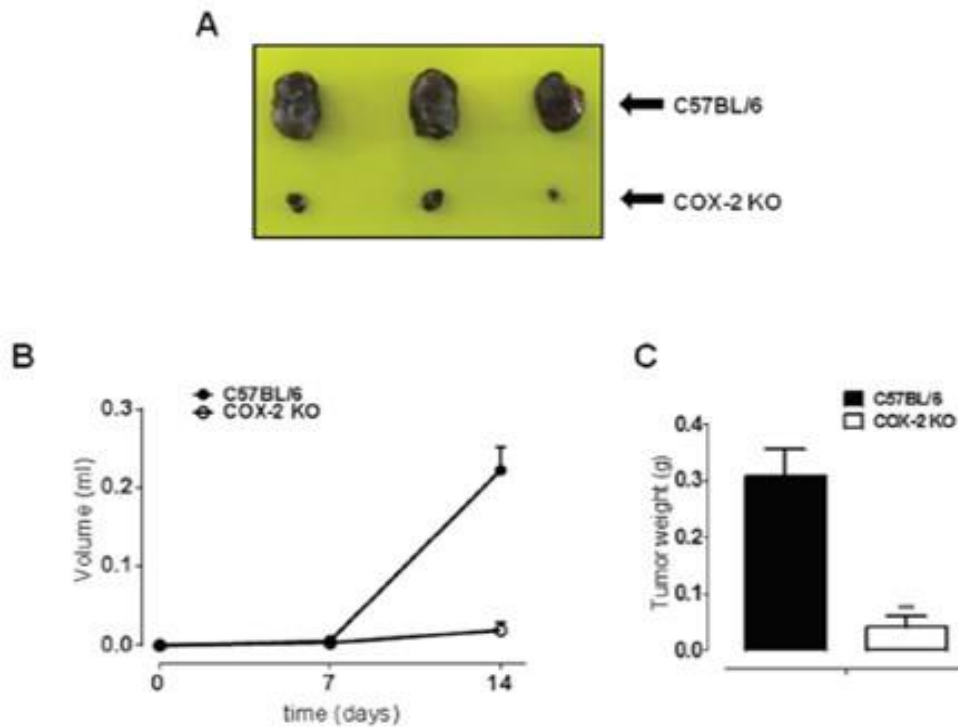 A
C57BL/6
COX-2 KO
B
C57BL/6
COX-2 KO
0.3
0.2
0.1
0.0
Volume (ml)
0
7
14
time (days)
C
C57BL/6
COX-2 KO
0.4
0.3
0.2
0.1
0.0
Tumor weight (g)